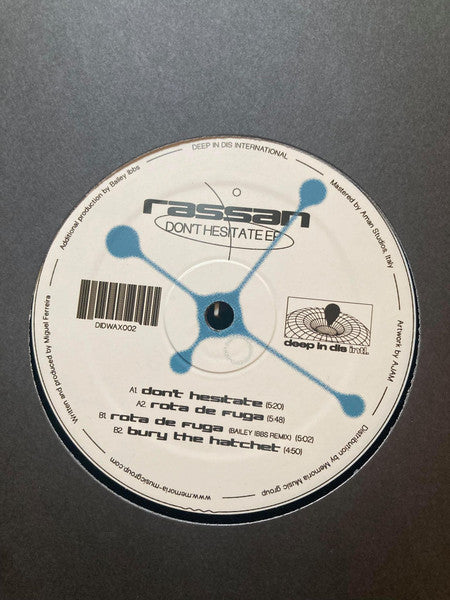 DEEP IN DIS INTERNATIONAL
Additional production by Bailey Ibbs
Mastered by Aman Studios, Italy
rassan
DON'T HESITATE EP
DIDWAX002
deep in dis intl.
Artwork by AJAM
Written and produced by Miguel Ferreira
A1. don't hesitate (5:20)
A2. rota de fuga (5:48)
B1. rota de fuga (BAILEY IBBS REMIX) (5:02)
B2. bury the hatchet (4:50)
Distribution by Memoria Music group
www.memoria-musicgroup.com